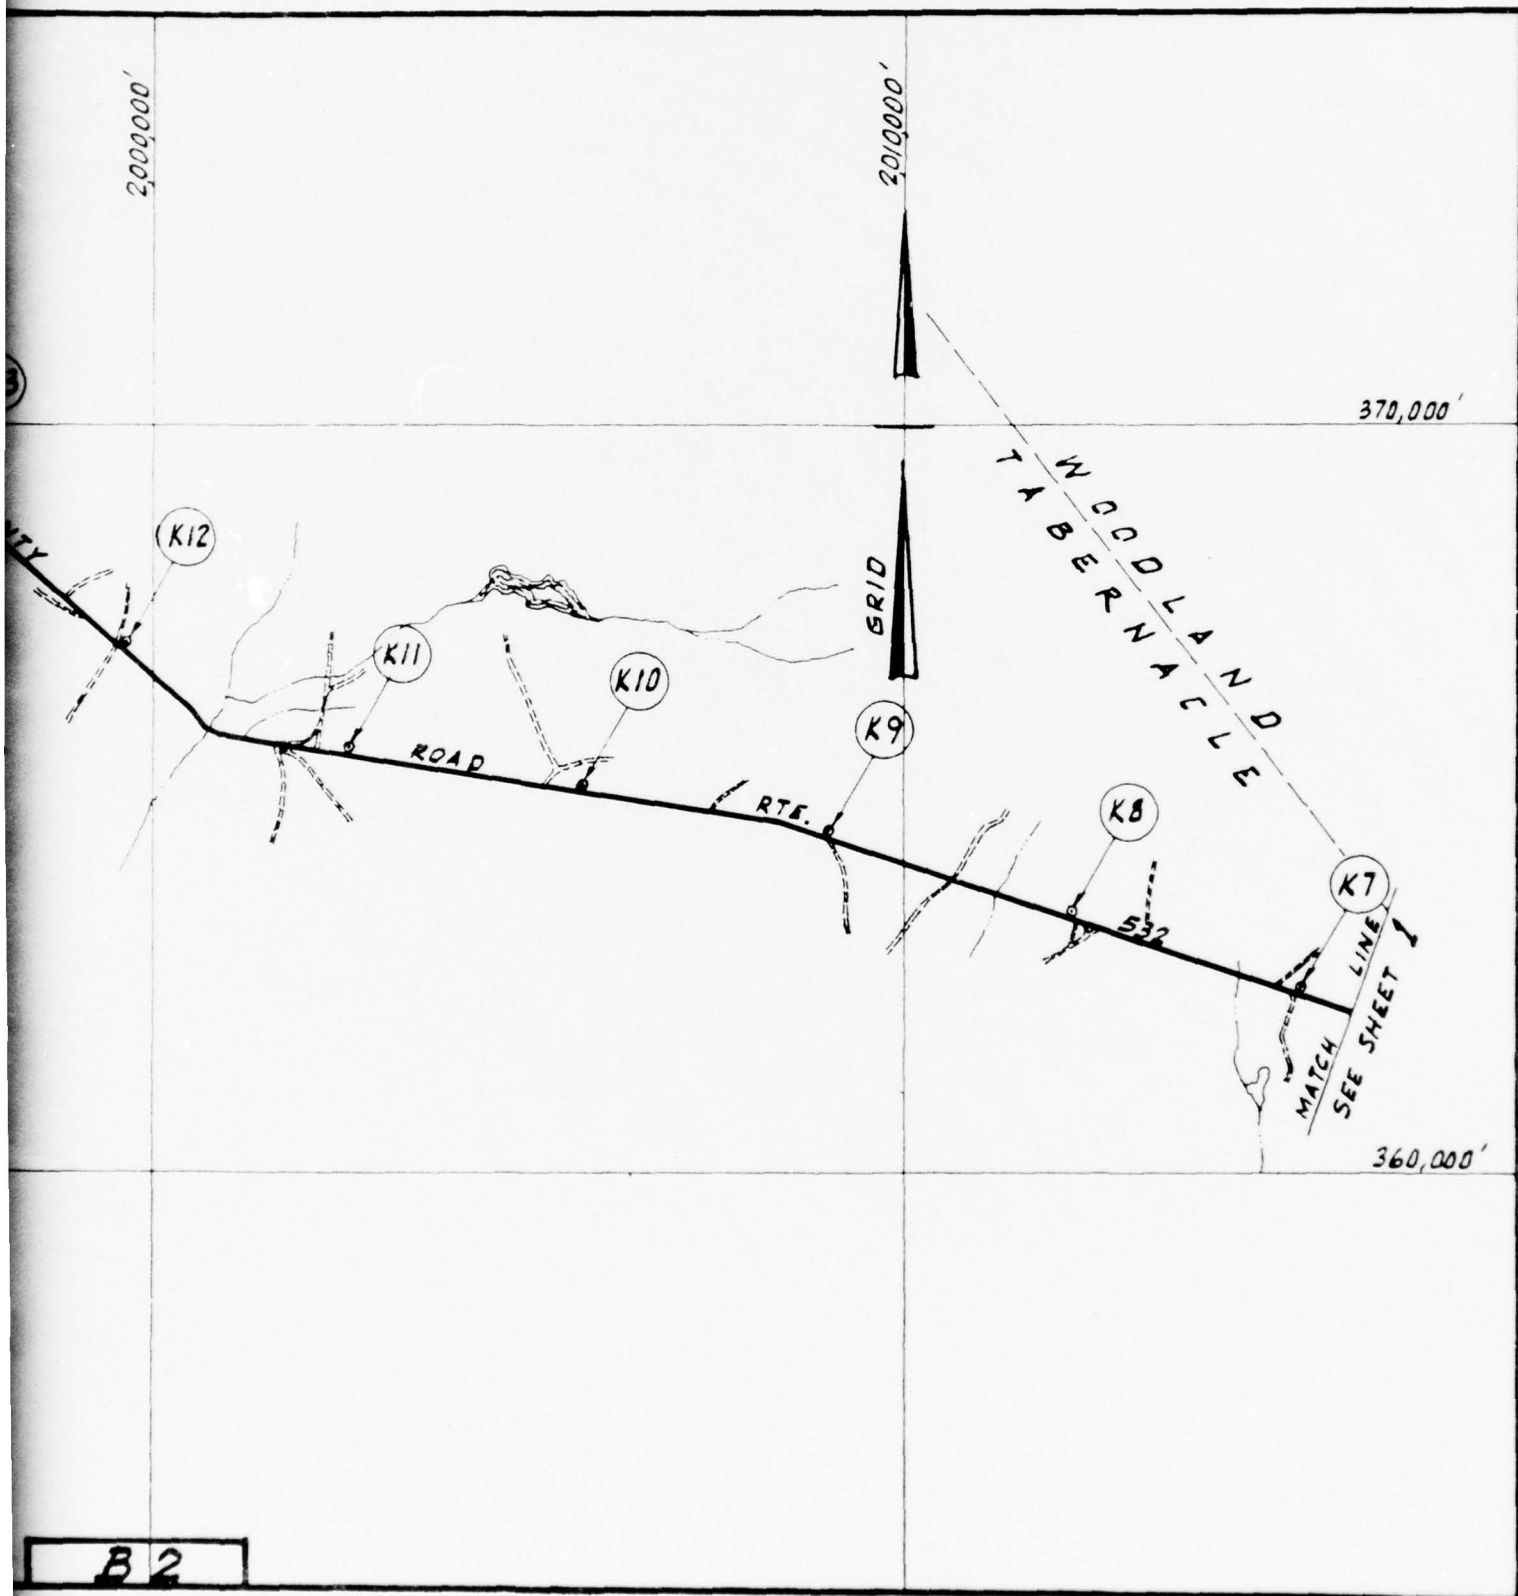 2,000,000'
2,010,000'
370,000'
WOODLAND
TABERNACLE
GRID
K12
K11
K10
K9
K8
K7
ROAD
RTE.
532
MATCH LINE
SEE SHEET 1
360,000'
B 2